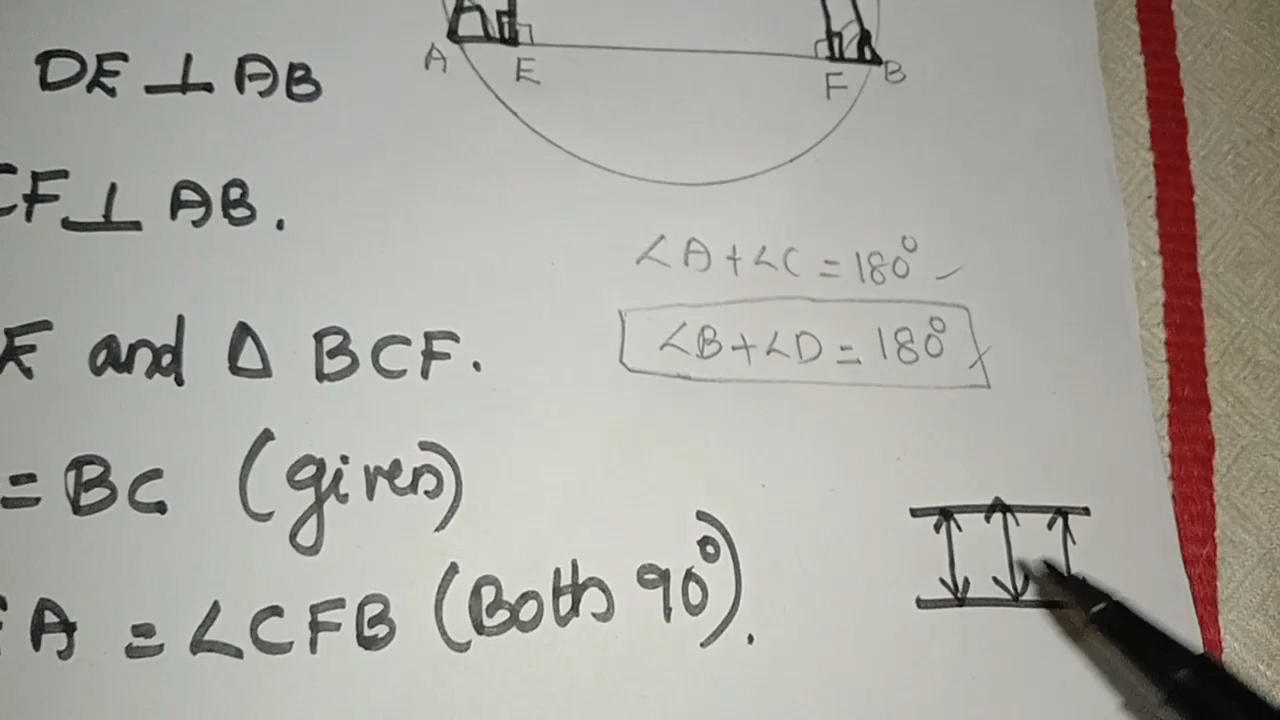 A E F B
DE ⊥ AB
CF ⊥ AB.
∠A + ∠C = 180°
∠B + ∠D = 180°
E and Δ BCF.
= BC (given)
A = ∠CFB (Both 90°).